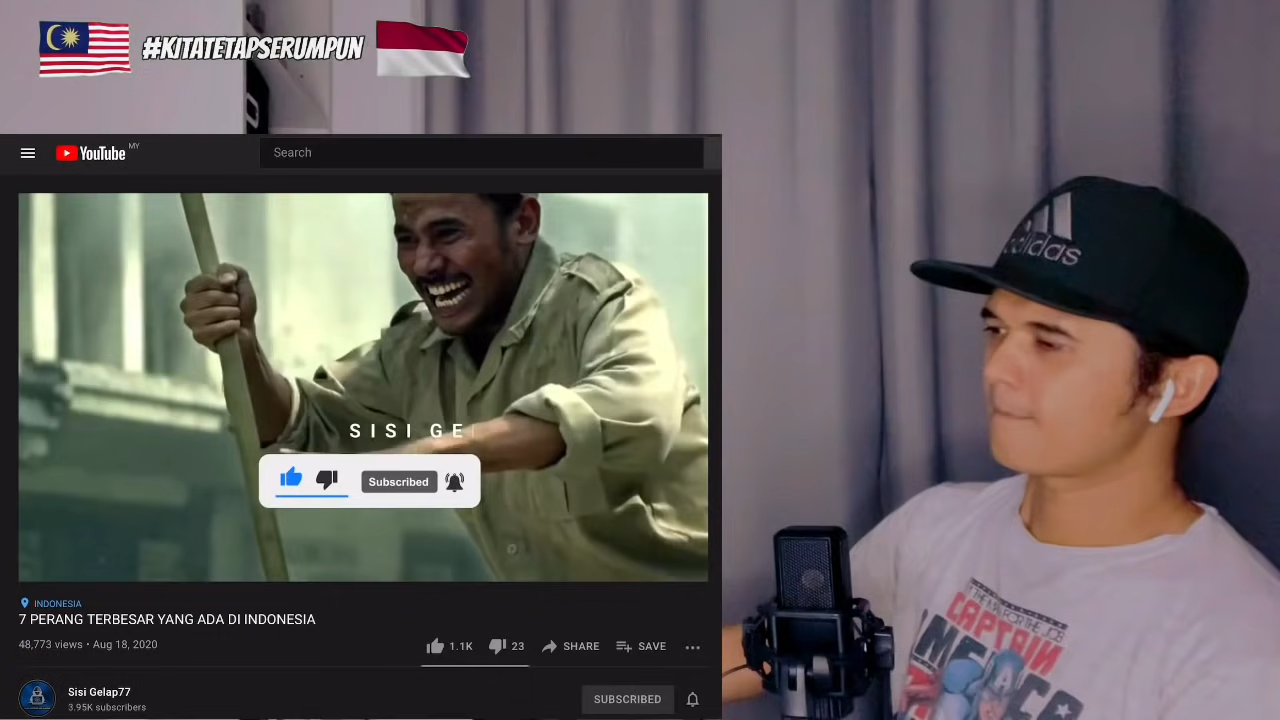 #KITATETAPSERUMPUN
YouTube MY
Search
SISI GE
Subscribed
INDONESIA
7 PERANG TERBESAR YANG ADA DI INDONESIA
48,773 views • Aug 18, 2020
1.1K
23
SHARE
SAVE
Sisi Gelap77
3.95K subscribers
SUBSCRIBED
adidas
CAPTAIN
AMERICA